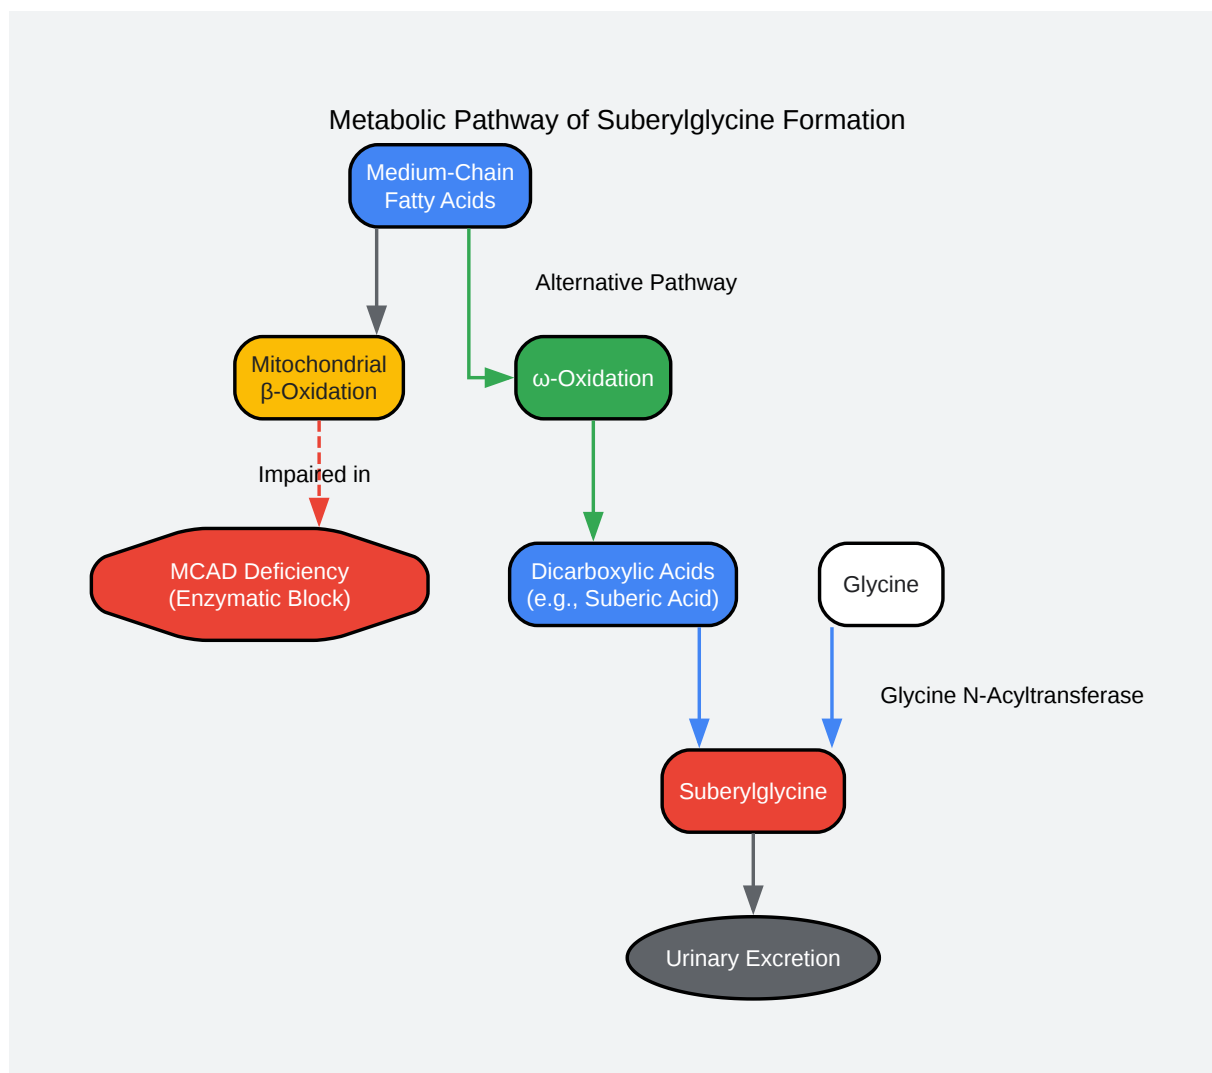 Metabolic Pathway of Suberylglycine Formation
Medium-Chain
Fatty Acids
Alternative Pathway
Mitochondrial
β-Oxidation
ω-Oxidation
Impaired in
MCAD Deficiency
(Enzymatic Block)
Dicarboxylic Acids
(e.g., Suberic Acid)
Glycine
Glycine N-Acyltransferase
Suberylglycine
Urinary Excretion